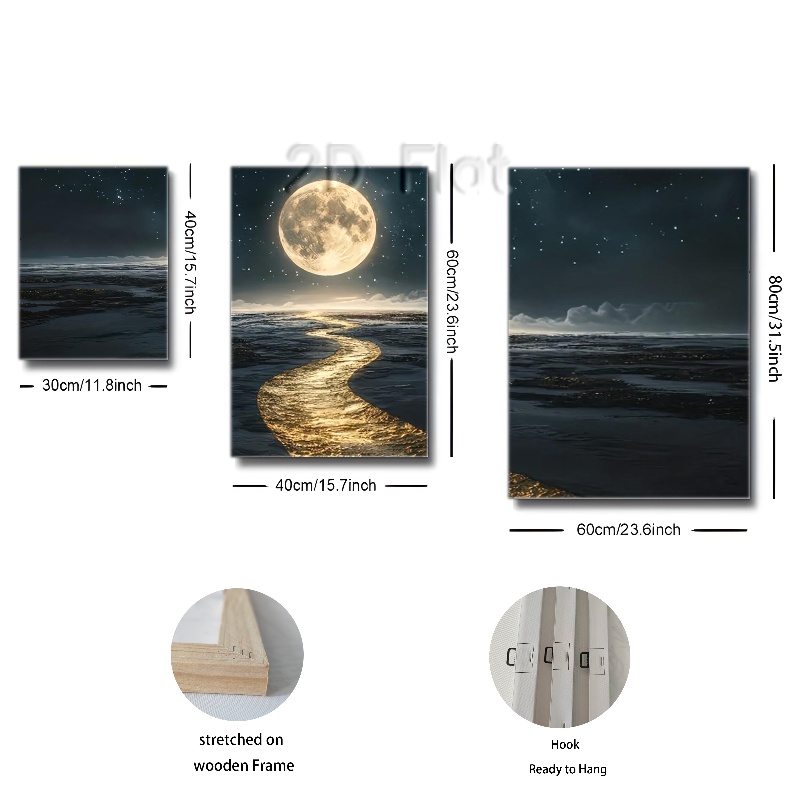 2D Flat
40cm/15.7inch
30cm/11.8inch
60cm/23.6inch
40cm/15.7inch
80cm/31.5inch
60cm/23.6inch
stretched on
wooden Frame
Hook
Ready to Hang